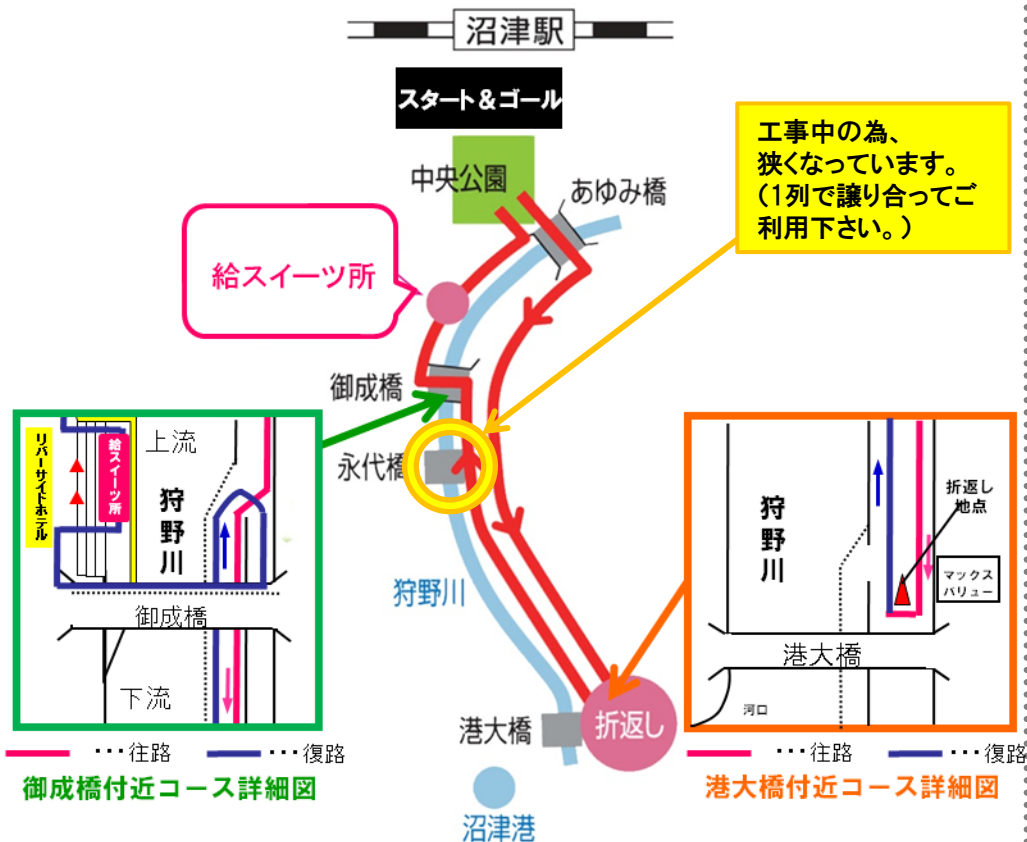 沼津駅
スタート＆ゴール
中央公園
あゆみ橋
工事中の為、
狭くなっています。
(1列で譲り合ってご
利用下さい。)
給スイーツ所
御成橋
永代橋
狩野川
港大橋
折返し
沼津港
リバーサイドホテル
給スイーツ所
上流
狩野川
御成橋
下流
…往路
…復路
御成橋付近コース詳細図
狩野川
折返し
地点
マックス
バリュー
港大橋
河口
…往路
…復路
港大橋付近コース詳細図